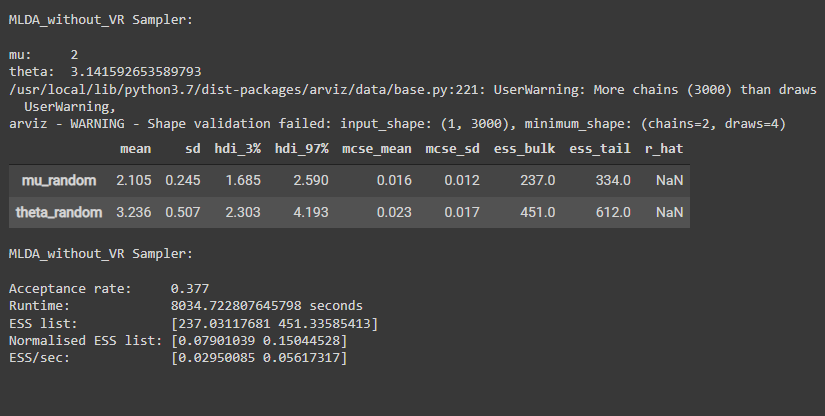 MLDA_without_VR Sampler:
mu: 2
theta: 3.141592653589793
/usr/local/lib/python3.7/dist-packages/arviz/data/base.py:221: UserWarning: More chains (3000) than draws
UserWarning,
arviz - WARNING - Shape validation failed: input_shape: (1, 3000), minimum_shape: (chains=2, draws=4)
mean sd hdi_3% hdi_97% mcse_mean mcse_sd ess_bulk ess_tail r_hat
mu_random 2.105 0.245 1.685 2.590 0.016 0.012 237.0 334.0 NaN
theta_random 3.236 0.507 2.303 4.193 0.023 0.017 451.0 612.0 NaN
MLDA_without_VR Sampler:
Acceptance rate: 0.377
Runtime: 8034.722807645798 seconds
ESS list: [237.03117681 451.33585413]
Normalised ESS list: [0.07901039 0.15044528]
ESS/sec: [0.02950085 0.05617317]